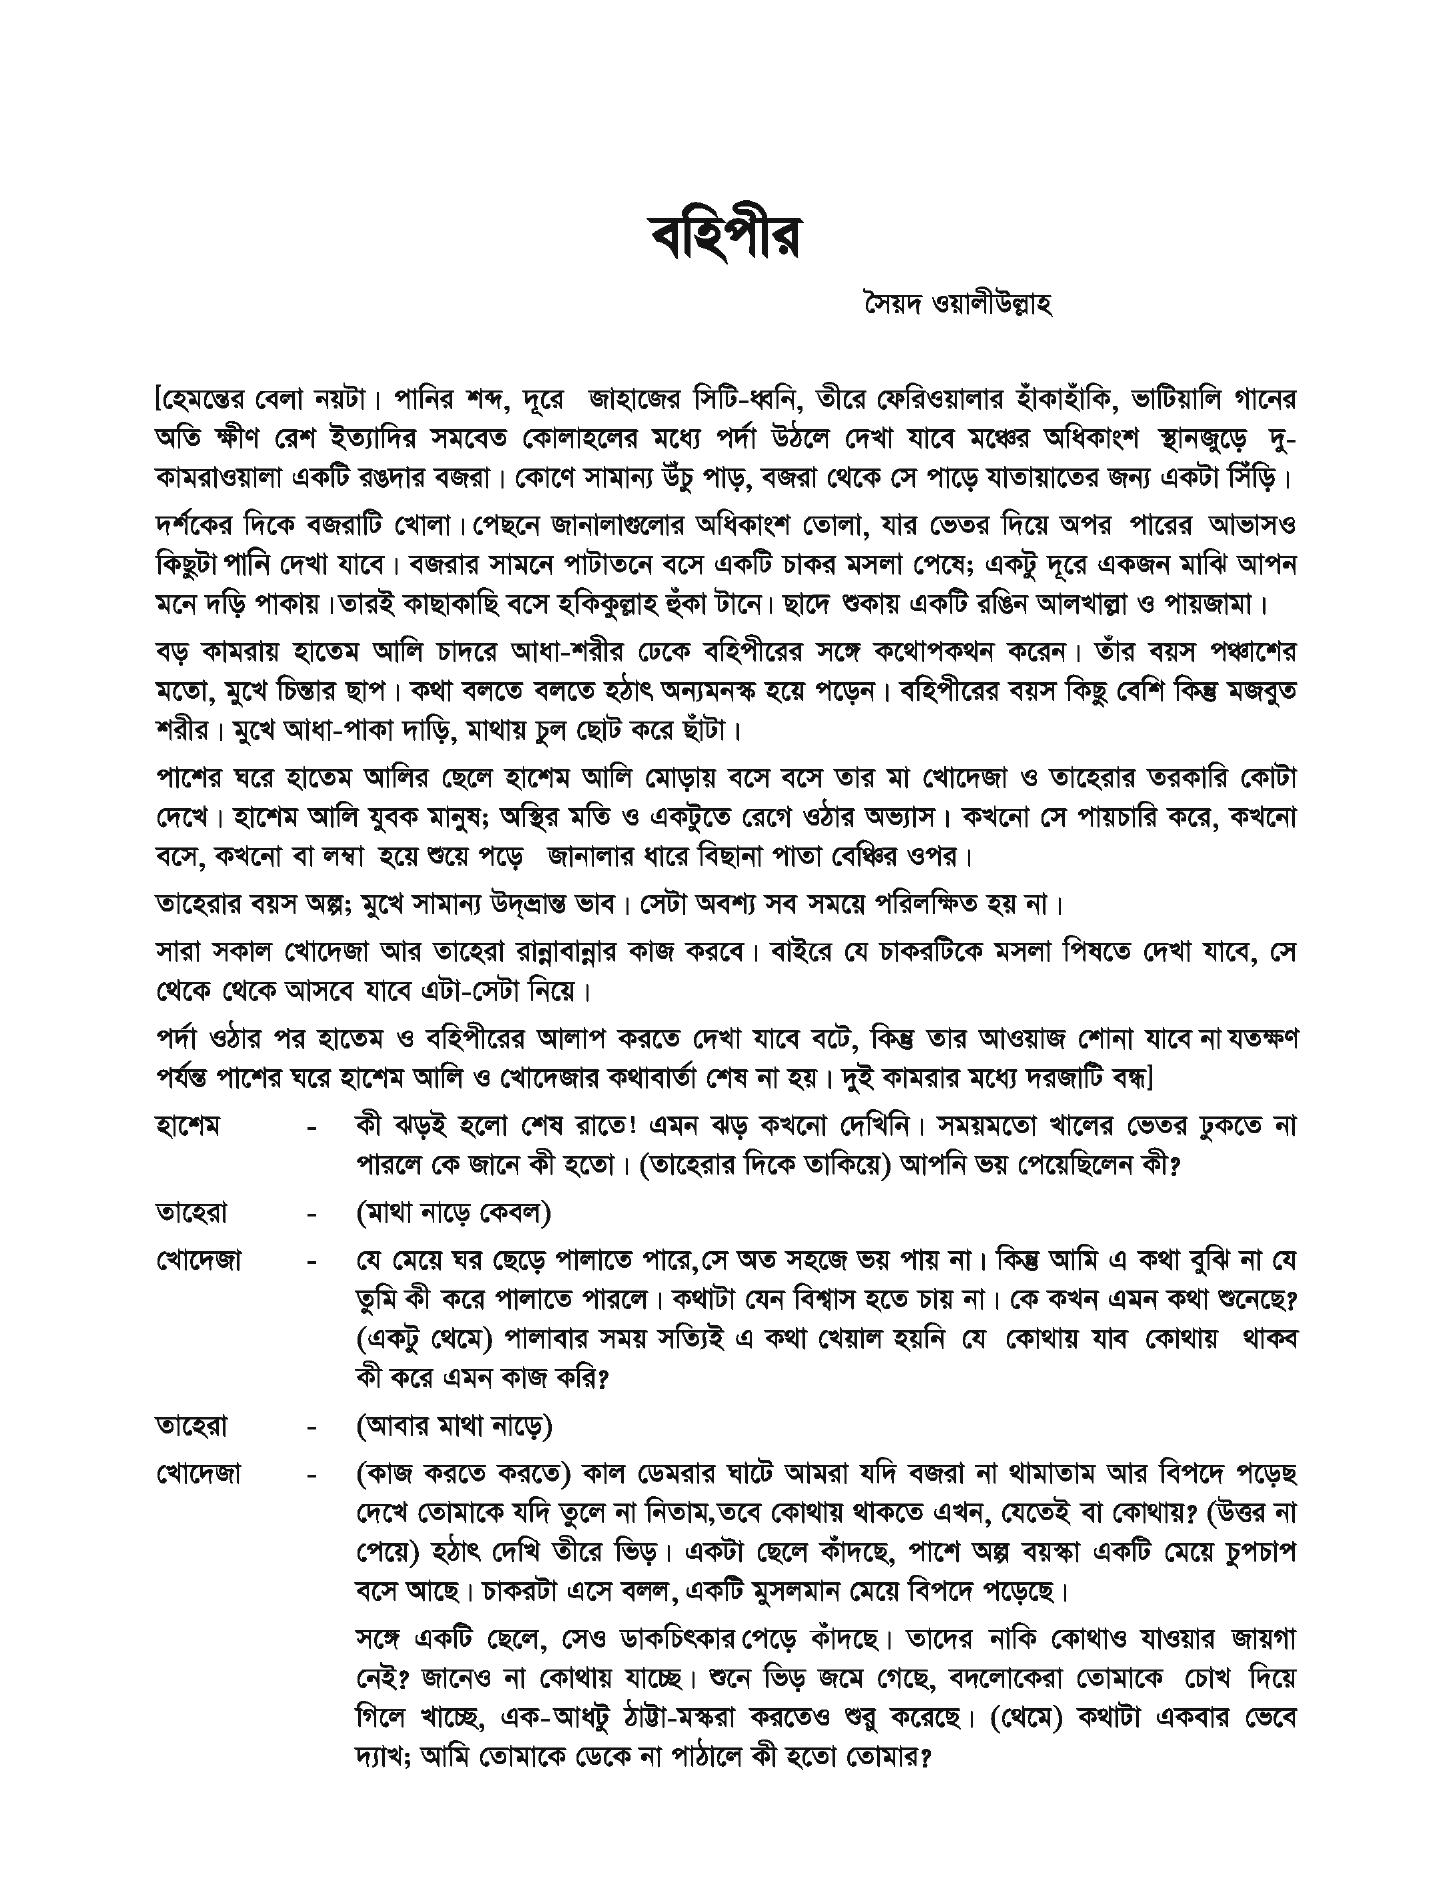 বহিপীর
সৈয়দ ওয়ালীউল্লাহ
[হেমন্তের বেলা নয়টা। পানির শব্দ, দূরে জাহাজের সিটি-ধ্বনি, তীরে ফেরিওয়ালার হাঁকাহাঁকি, ভাটিয়ালি গানের
অতি ক্ষীণ রেশ ইত্যাদির সমবেত কোলাহলের মধ্যে পর্দা উঠলে দেখা যাবে মঞ্চের অধিকাংশ স্থানজুড়ে দু-
কামরাওয়ালা একটি রঙদার বজরা। কোণে সামান্য উঁচু পাড়, বজরা থেকে সে পাড়ে যাতায়াতের জন্য একটা সিঁড়ি।
দর্শকের দিকে বজরাটি খোলা। পেছনে জানালাগুলোর অধিকাংশ তোলা, যার ভেতর দিয়ে অপর পারের আভাসও
কিছুটা পানি দেখা যাবে। বজরার সামনে পাটাতনে বসে একটি চাকর মসলা পেষে; একটু দূরে একজন মাঝি আপন
মনে দড়ি পাকায়। তারই কাছাকাছি বসে হকিকুল্লাহ হুঁকা টানে। ছাদে শুকায় একটি রঙিন আলখাল্লা ও পায়জামা।
বড় কামরায় হাতেম আলি চাদরে আধা-শরীর ঢেকে বহিপীরের সঙ্গে কথোপকথন করেন। তাঁর বয়স পঞ্চাশের
মতো, মুখে চিন্তার ছাপ। কথা বলতে বলতে হঠাৎ অন্যমনস্ক হয়ে পড়েন। বহিপীরের বয়স কিছু বেশি কিন্তু মজবুত
শরীর। মুখে আধা-পাকা দাড়ি, মাথায় চুল ছোট করে ছাঁটা।
পাশের ঘরে হাতেম আলির ছেলে হাশেম আলি মোড়ায় বসে বসে তার মা খোদেজা ও তাহেরার তরকারি কোটা
দেখে। হাশেম আলি যুবক মানুষ; অস্থির মতি ও একটুতে রেগে ওঠার অভ্যাস। কখনো সে পায়চারি করে, কখনো
বসে, কখনো বা লম্বা হয়ে শুয়ে পড়ে জানালার ধারে বিছানা পাতা বেঞ্চির ওপর।
তাহেরার বয়স অল্প; মুখে সামান্য উদ্‌ভ্রান্ত ভাব। সেটা অবশ্য সব সময়ে পরিলক্ষিত হয় না।
সারা সকাল খোদেজা আর তাহেরা রান্নাবান্নার কাজ করবে। বাইরে যে চাকরটিকে মসলা পিষতে দেখা যাবে, সে
থেকে থেকে আসবে যাবে এটা-সেটা নিয়ে।
পর্দা ওঠার পর হাতেম ও বহিপীরের আলাপ করতে দেখা যাবে বটে, কিন্তু তার আওয়াজ শোনা যাবে না যতক্ষণ
পর্যন্ত পাশের ঘরে হাশেম আলি ও খোদেজার কথাবার্তা শেষ না হয়। দুই কামরার মধ্যে দরজাটি বন্ধ]
হাশেম - কী ঝড়ই হলো শেষ রাতে! এমন ঝড় কখনো দেখিনি। সময়মতো খালের ভেতর ঢুকতে না
পারলে কে জানে কী হতো। (তাহেরার দিকে তাকিয়ে) আপনি ভয় পেয়েছিলেন কী?
তাহেরা - (মাথা নাড়ে কেবল)
খোদেজা - যে মেয়ে ঘর ছেড়ে পালাতে পারে,সে অত সহজে ভয় পায় না। কিন্তু আমি এ কথা বুঝি না যে
তুমি কী করে পালাতে পারলে। কথাটা যেন বিশ্বাস হতে চায় না। কে কখন এমন কথা শুনেছে?
(একটু থেমে) পালাবার সময় সত্যিই এ কথা খেয়াল হয়নি যে কোথায় যাব কোথায় থাকব
কী করে এমন কাজ করি?
তাহেরা - (আবার মাথা নাড়ে)
খোদেজা - (কাজ করতে করতে) কাল ডেমরার ঘাটে আমরা যদি বজরা না থামাতাম আর বিপদে পড়েছ
দেখে তোমাকে যদি তুলে না নিতাম,তবে কোথায় থাকতে এখন, যেতেই বা কোথায়? (উত্তর না
পেয়ে) হঠাৎ দেখি তীরে ভিড়। একটা ছেলে কাঁদছে, পাশে অল্প বয়স্কা একটি মেয়ে চুপচাপ
বসে আছে। চাকরটা এসে বলল, একটি মুসলমান মেয়ে বিপদে পড়েছে।
সঙ্গে একটি ছেলে, সেও ডাকচিৎকার পেড়ে কাঁদছে। তাদের নাকি কোথাও যাওয়ার জায়গা
নেই? জানেও না কোথায় যাচ্ছে। শুনে ভিড় জমে গেছে, বদলোকেরা তোমাকে চোখ দিয়ে
গিলে খাচ্ছে, এক-আধটু ঠাট্টা-মস্করা করতেও শুরু করেছে। (থেমে) কথাটা একবার ভেবে
দ্যাখ; আমি তোমাকে ডেকে না পাঠালে কী হতো তোমার?